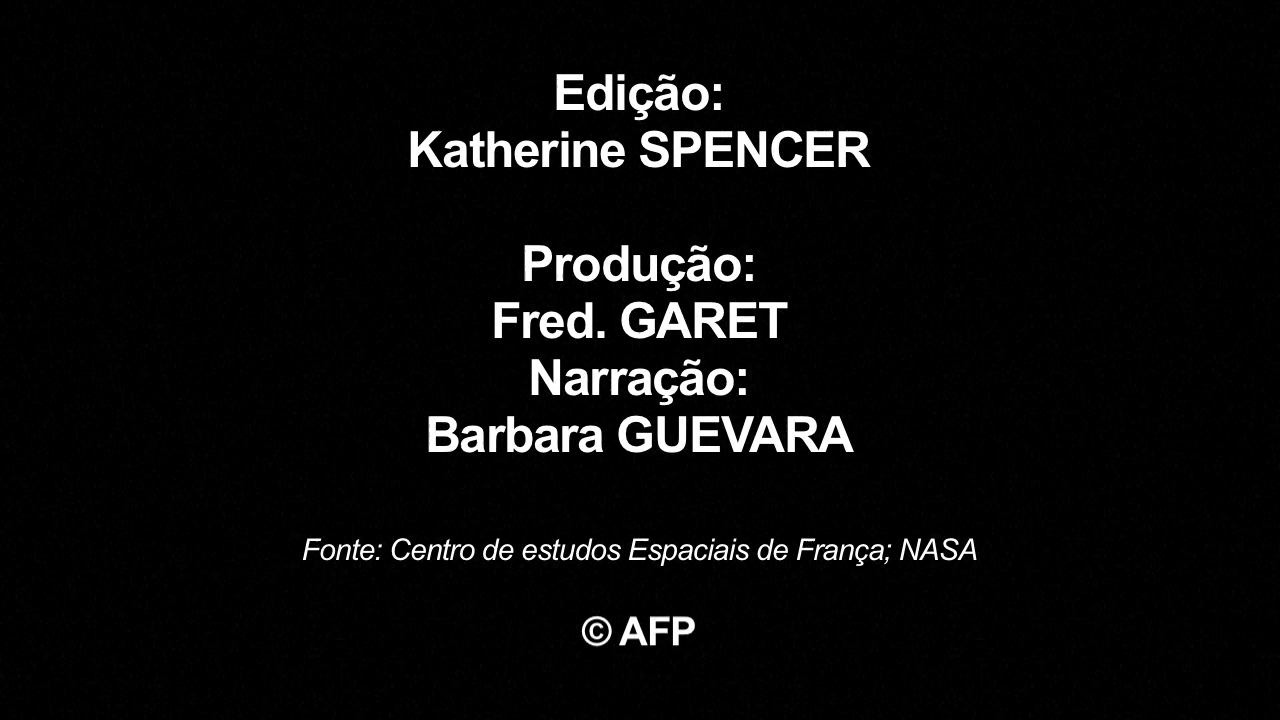 Edição:
Katherine SPENCER
Produção:
Fred. GARET
Narração:
Barbara GUEVARA
Fonte: Centro de estudos Espaciais de França; NASA
© AFP